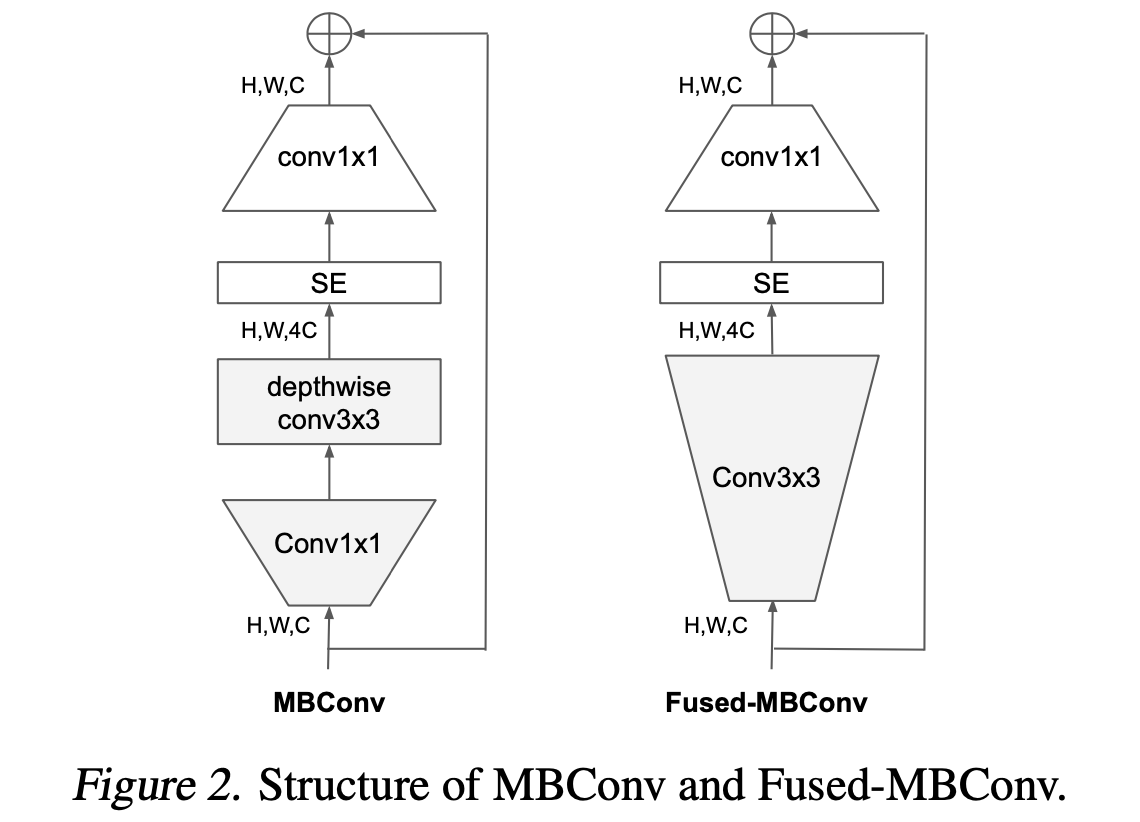 H,W,C
conv1x1
SE
H,W,4C
depthwise
conv3x3
Conv1x1
H,W,C
MBConv
H,W,C
conv1x1
SE
H,W,4C
Conv3x3
H,W,C
Fused-MBConv
Figure 2. Structure of MBConv and Fused-MBConv.